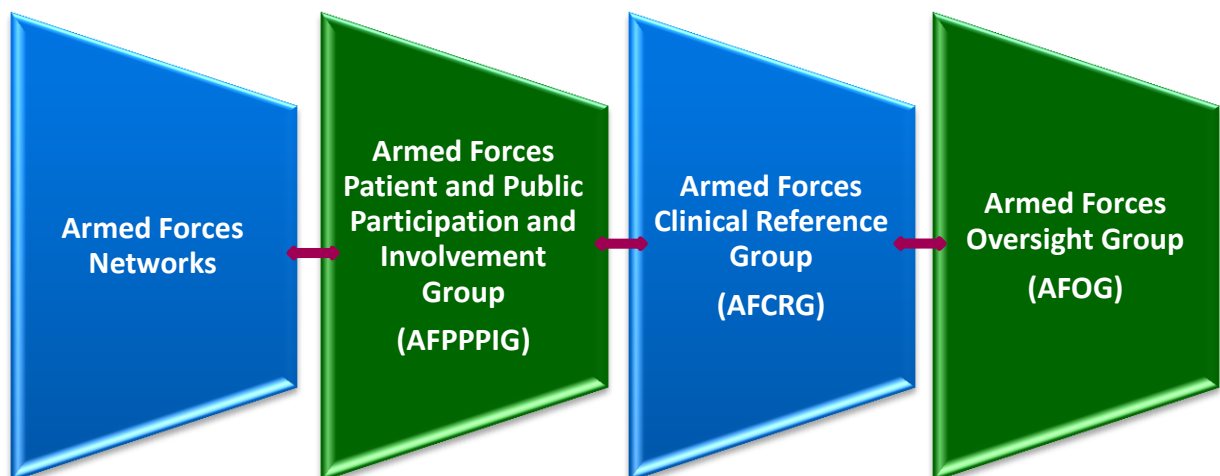 Armed Forces
Networks
Armed Forces
Patient and Public
Participation and
Involvement
Group
(AFPPPIG)
Armed Forces
Clinical Reference
Group
(AFCRG)
Armed Forces
Oversight Group
(AFOG)